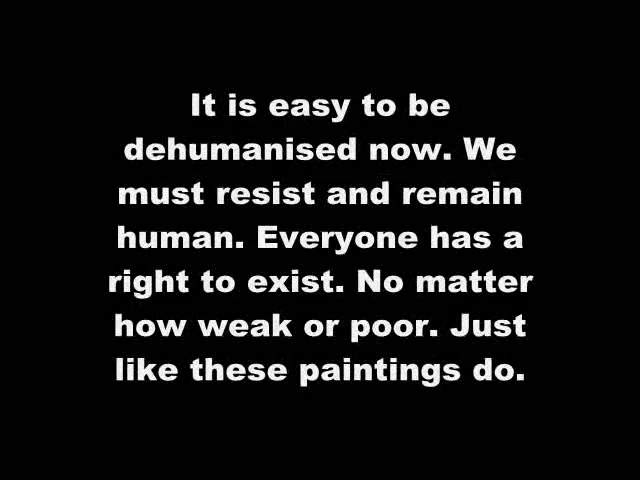 It is easy to be
dehumanised now. We
must resist and remain
human. Everyone has a
right to exist. No matter
how weak or poor. Just
like these paintings do.